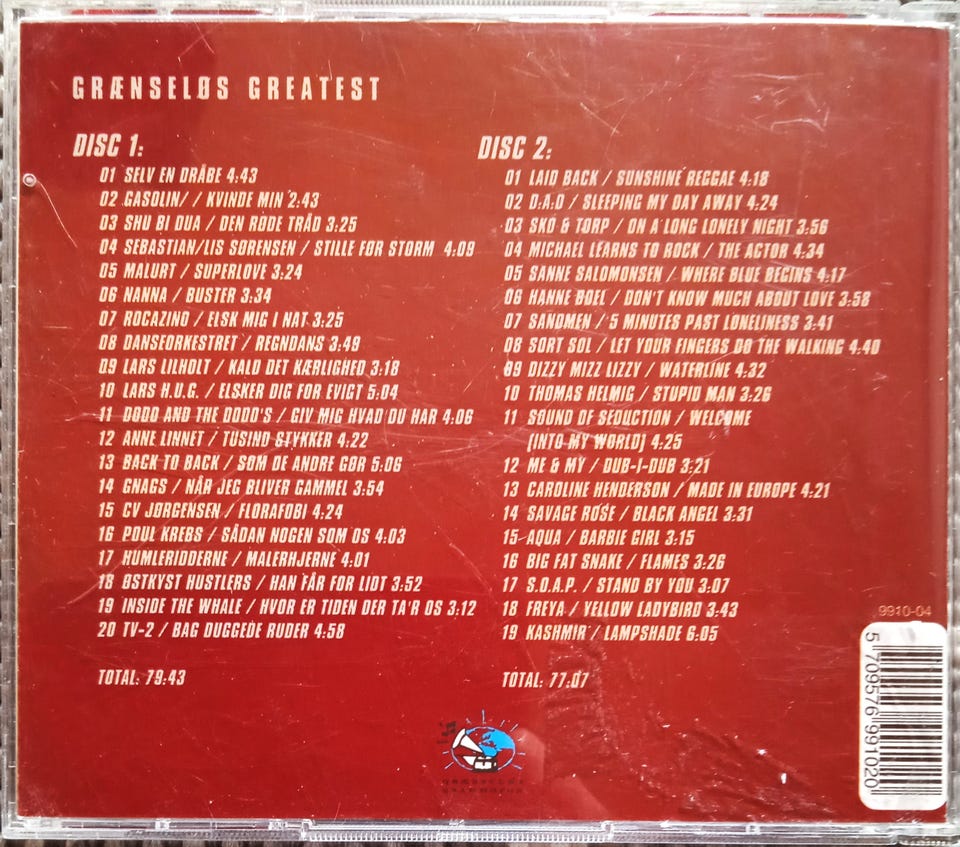 GRÆNSELØS GREATEST
DISC 1:
01 SELV EN DRÅBE 4:43
02 GASOLIN/ / KVINDE MIN 2:43
03 SHU BI DUA / DEN RØDE TRÅD 3:25
04 SEBASTIAN/LIS SØRENSEN / STILLE FØR STORM 4:09
05 MALURT / SUPERLOVE 3:24
06 NANNA / BUSTER 3:34
07 ROCAZINO / ELSK MIG I NAT 3:25
08 DANSEORKESTRET / REGNDANS 3:49
09 LARS LILHOLT / KALD DET KÆRLIGHED 3:18
10 LARS H.U.G. / ELSKER DIG FOR EVIGT 5:04
11 DODO AND THE DODO'S / GIV MIG HVAD DU HAR 4:06
12 ANNE LINNET / TUSIND STYKKER 4:22
13 BACK TO BACK / SOM DE ANDRE GØR 5:06
14 GNAGS / NÅR JEG BLIVER GAMMEL 3:54
15 CV JØRGENSEN / FLORAFOBI 4:24
16 POUL KREBS / SÅDAN NOGEN SOM OS 4:03
17 HUMLERIDDERNE / MALERHJERNE 4:01
18 ØSTKYST HUSTLERS / HAN FÅR FOR LIDT 3:52
19 INSIDE THE WHALE / HVOR ER TIDEN DER TA'R OS 3:12
20 TV-2 / BAG DUGGEDE RUDER 4:58
TOTAL: 79:43
DISC 2:
01 LAID BACK / SUNSHINE REGGAE 4:18
02 D.A.D / SLEEPING MY DAY AWAY 4:24
03 SKO & TORP / ON A LONG LONELY NIGHT 3:56
04 MICHAEL LEARNS TO ROCK / THE ACTOR 4:34
05 SANNE SALOMONSEN / WHERE BLUE BEGINS 4:17
06 HANNE BOEL / DON'T KNOW MUCH ABOUT LOVE 3:58
07 SANDMEN / 5 MINUTES PAST LONELINESS 3:41
08 SORT SOL / LET YOUR FINGERS DO THE WALKING 4:40
09 DIZZY MIZZ LIZZY / WATERLINE 4:32
10 THOMAS HELMIG / STUPID MAN 3:26
11 SOUND OF SEDUCTION / WELCOME
(INTO MY WORLD) 4:25
12 ME & MY / DUB-I-DUB 3:21
13 CAROLINE HENDERSON / MADE IN EUROPE 4:21
14 SAVAGE ROSE / BLACK ANGEL 3:31
15 AQUA / BARBIE GIRL 3:15
16 BIG FAT SNAKE / FLAMES 3:26
17 S.O.A.P. / STAND BY YOU 3:07
18 FREYA / YELLOW LADYBIRD 3:43
19 KASHMIR / LAMPSHADE 6:05
TOTAL: 77:07
9910-04
5 709576 991020